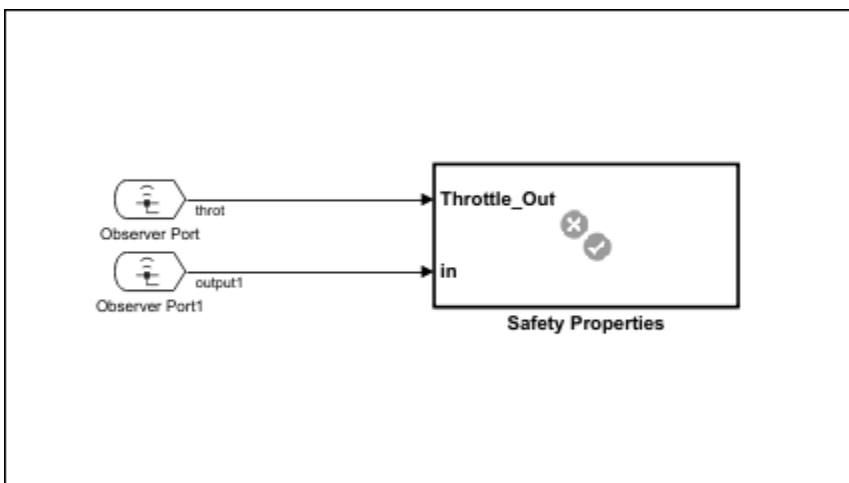 Throttle_Out
throt
Observer Port
in
output1
Observer Port1
Safety Properties